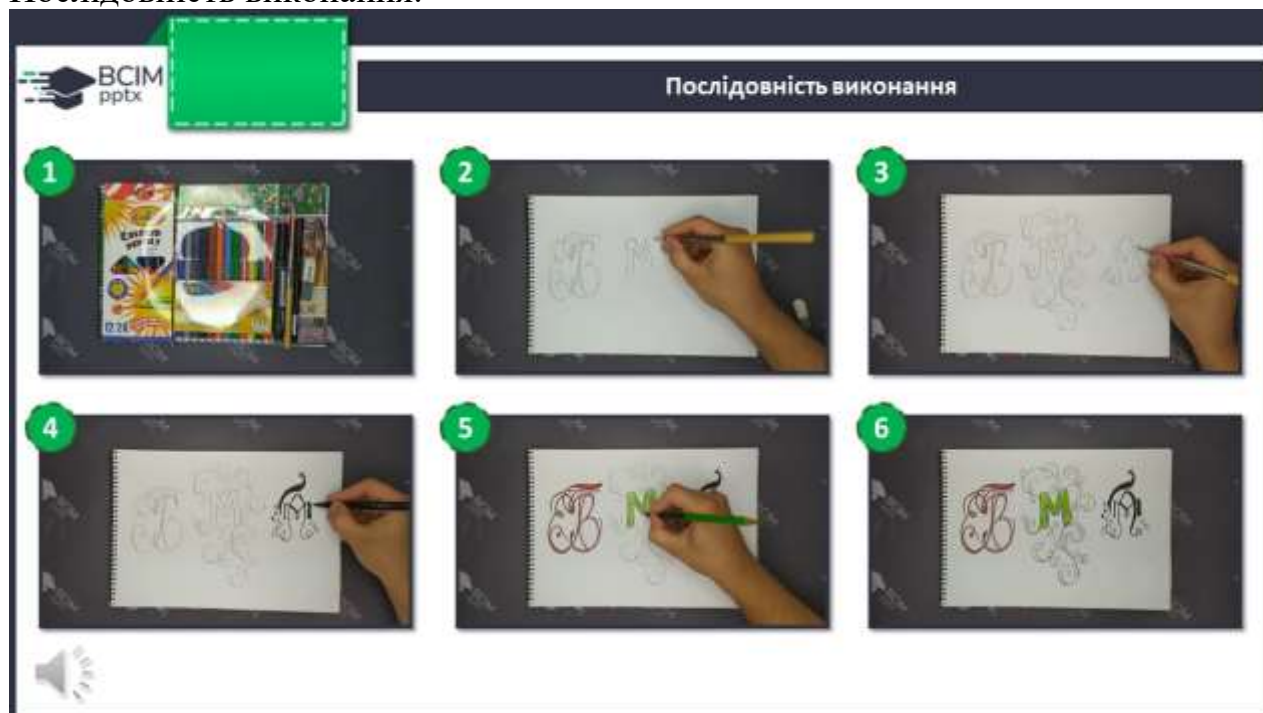 Послідовність виконання.
ВСІМ
pptx
Послідовність виконання
1
2
3
4
5
6
В
М
А